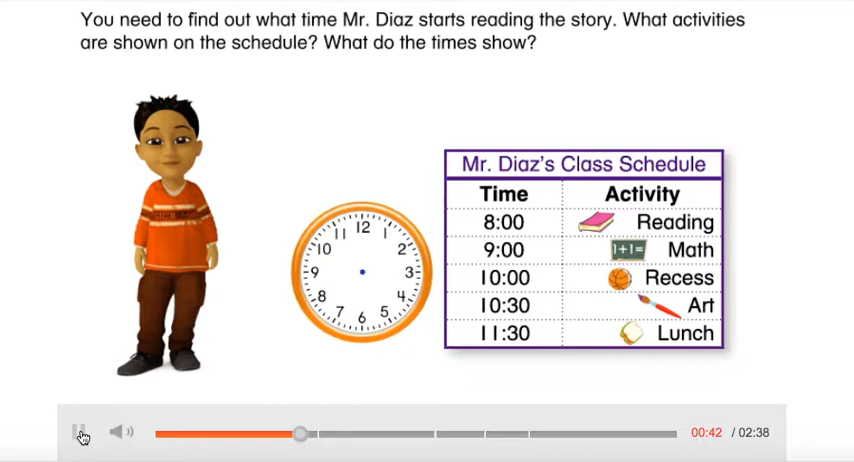 You need to find out what time Mr. Diaz starts reading the story. What activities
are shown on the schedule? What do the times show?
12
11 1
10 2
9 3
8 4
7 6 5
Mr. Diaz's Class Schedule
Time Activity
8:00 Reading
9:00 1+1= Math
10:00 Recess
10:30 Art
11:30 Lunch
00:42 / 02:38